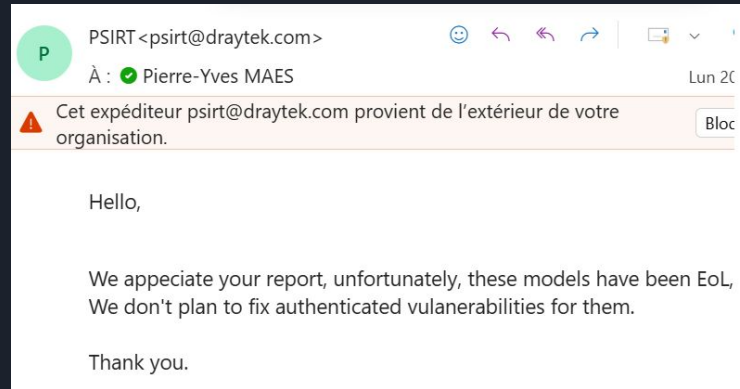 P
PSIRT<psirt@draytek.com>
À : Pierre-Yves MAES
Lun 20
Cet expéditeur psirt@draytek.com provient de l'extérieur de votre
organisation.
Bloc
Hello,
We appeciate your report, unfortunately, these models have been EoL,
We don't plan to fix authenticated vulanerabilities for them.
Thank you.